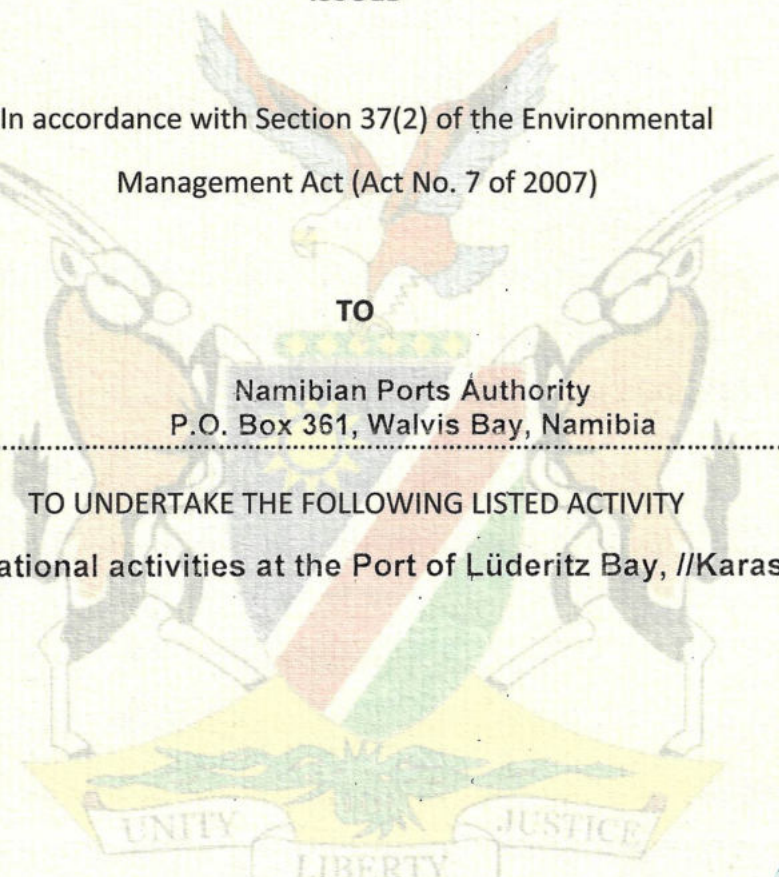 In accordance with Section 37(2) of the Environmental
Management Act (Act No. 7 of 2007)
TO
Namibian Ports Authority
P.O. Box 361, Walvis Bay, Namibia
TO UNDERTAKE THE FOLLOWING LISTED ACTIVITY
ational activities at the Port of Lüderitz Bay, //Karas
UNITY
LIBERTY
JUSTICE